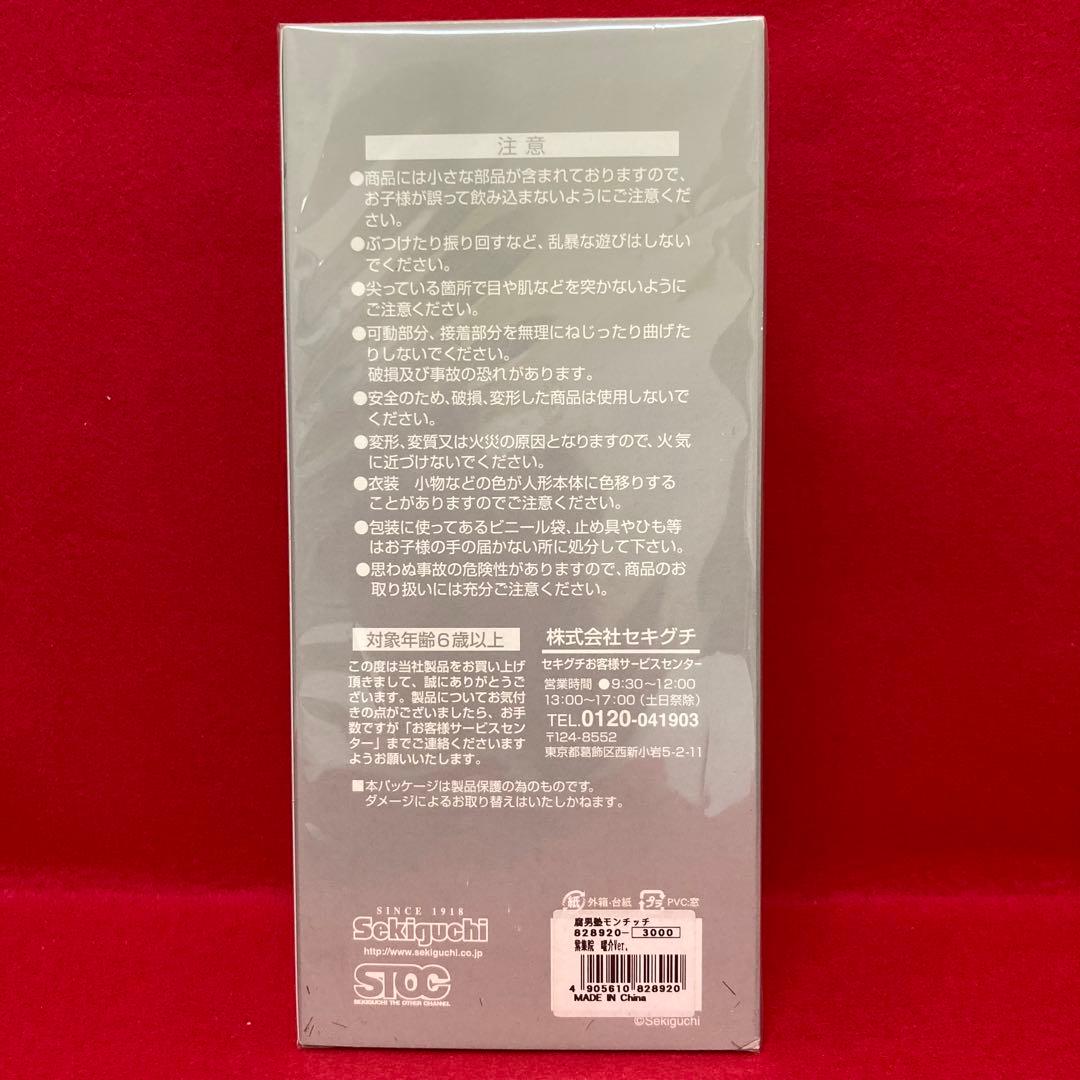 注意
●商品には小さな部品が含まれておりますので、
お子様が誤って飲み込まないようにご注意くだ
さい。
●ぶつけたり振り回すなど、乱暴な遊びはしない
でください。
●尖っている箇所で目や肌などを突かないように
ご注意ください。
●可動部分、接着部分を無理にねじったり曲げた
りしないでください。
破損及び事故の恐れがあります。
●安全のため、破損、変形した商品は使用しないで
ください。
●変形、変質又は火災の原因となりますので、火気
に近づけないでください。
●衣装　小物などの色が人形本体に色移りする
ことがありますのでご注意ください。
●包装に使ってあるビニール袋、止め具やひも等
はお子様の手の届かない所に処分して下さい。
●思わぬ事故の危険性がありますので、商品のお
取り扱いには充分ご注意ください。
対象年齢6歳以上
この度は当社製品をお買い上げ
頂きまして、誠にありがとうご
ざいます。製品についてお気付
きの点がございましたら、お手
数ですが「お客様サービスセン
ター」までご連絡くださいます
ようお願いいたします。
株式会社セキグチ
セキグチお客様サービスセンター
営業時間 ●9:30〜12:00
13:00〜17:00（土日祭除）
TEL.0120-041903
〒124-8552
東京都葛飾区西新小岩5-2-11
■本パッケージは製品保護の為のものです。
ダメージによるお取り替えはいたしかねます。
紙 外箱・台紙 プラ PVC:窓
SINCE 1918
Sekiguchi
http://www.sekiguchi.co.jp
STOC
SEKIGUCHI THE OTHER CHANNEL
腐男塾モンチッチ
828920- 3000
紫集院　曜介Ver.
4 905610 828920
MADE IN China
©Sekiguchi